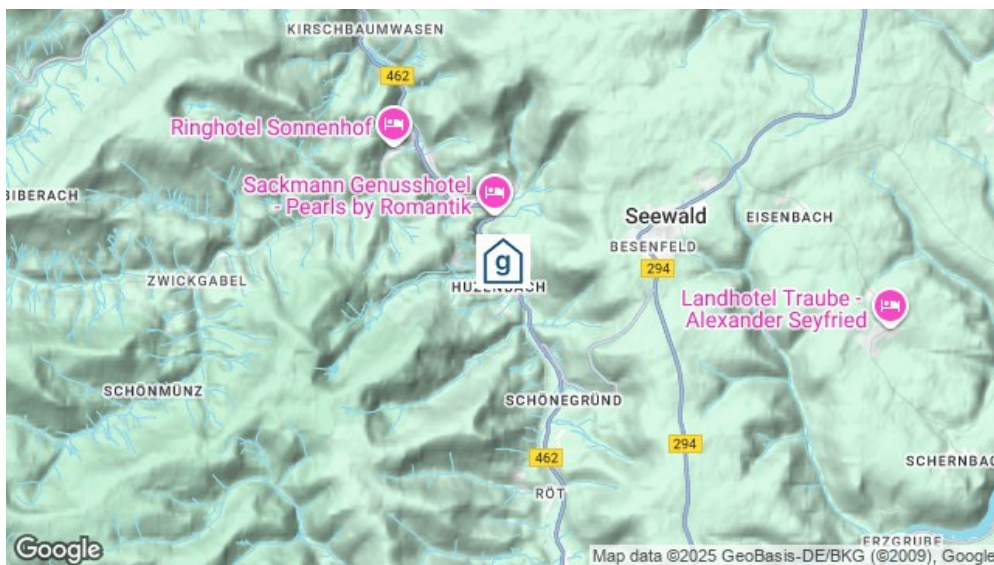 KIRSCHBAUMWASEN
462
Ringhotel Sonnenhof
Sackmann Genusshotel
- Pearls by Romantik
BIBERACH
Seewald
EISENBACH
BESENFELD
g
294
ZWICKGABEL
HUZENBACH
Landhotel Traube -
Alexander Seyfried
SCHÖNMÜNZ
SCHÖNEGRÜND
294
462
SCHERNBAC
RÖT
ERZGRUBE
Google
Map data ©2025 GeoBasis-DE/BKG (©2009), Google